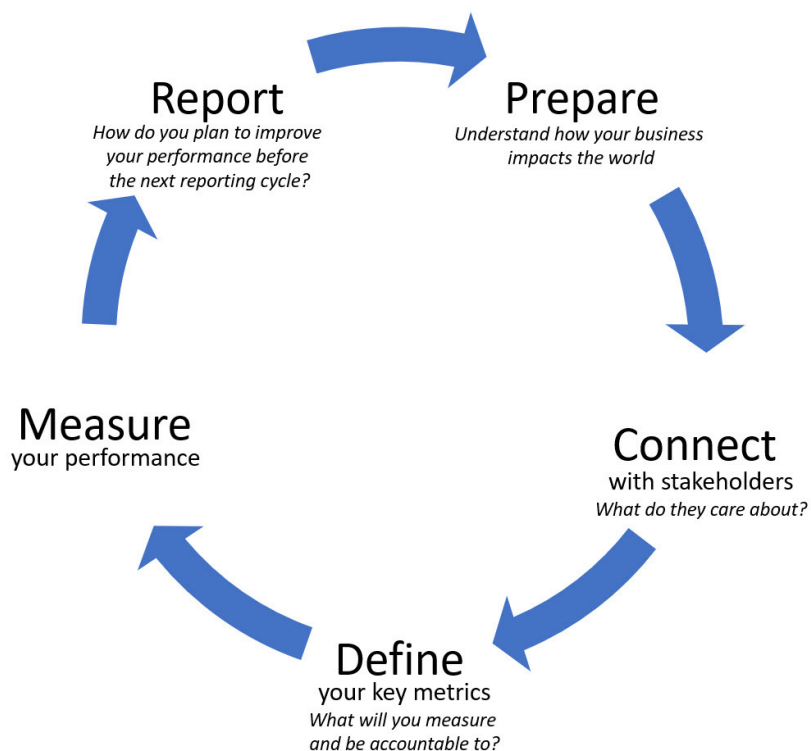 Report
How do you plan to improve
your performance before
the next reporting cycle?
Prepare
Understand how your business
impacts the world
Connect
with stakeholders
What do they care about?
Define
your key metrics
What will you measure
and be accountable to?
Measure
your performance